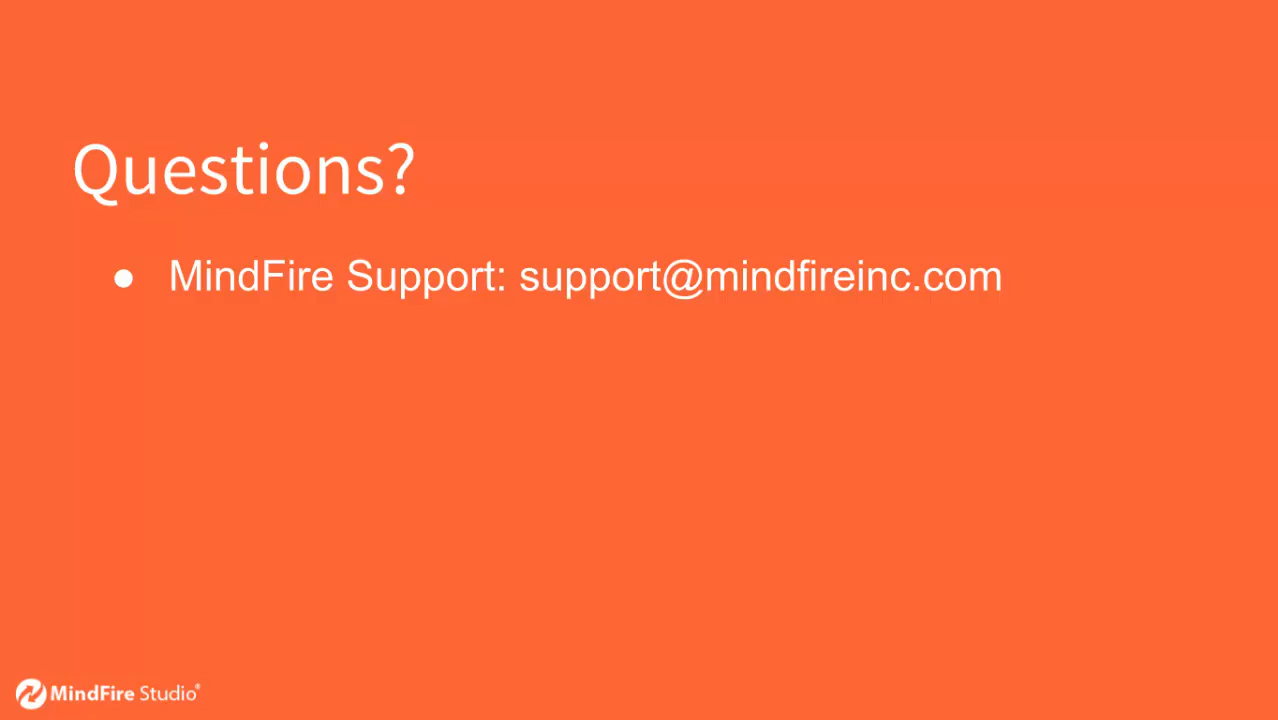 Questions?
● MindFire Support: support@mindfireinc.com
MindFire Studio®